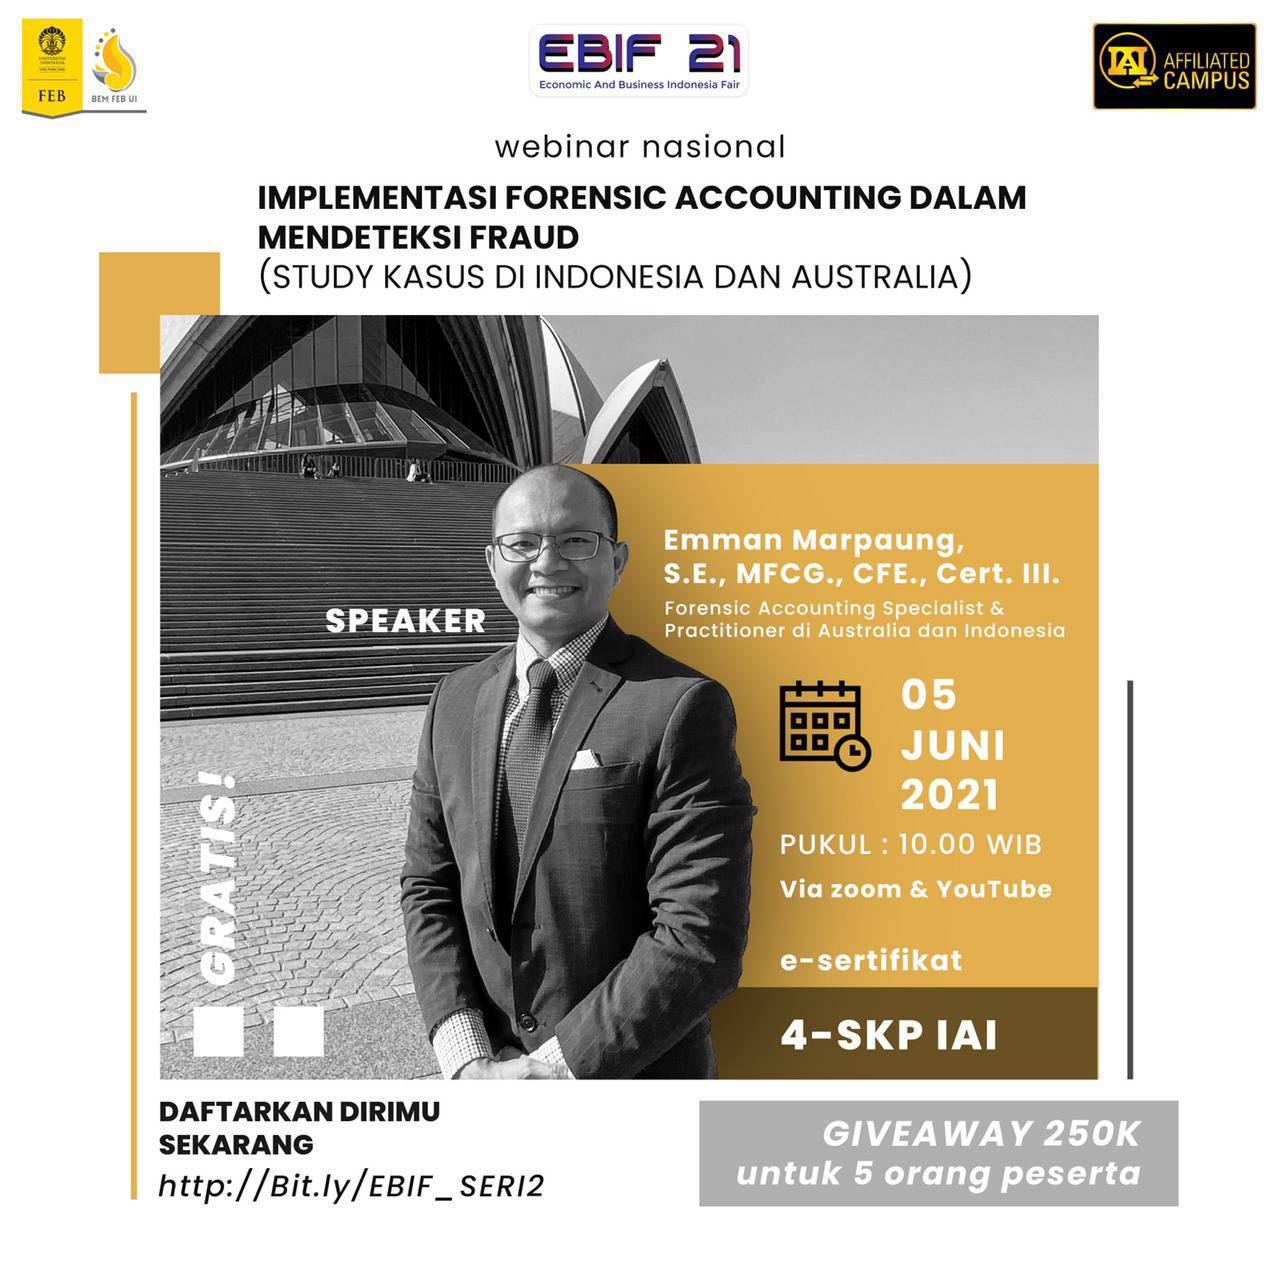 UNIVERSITAS
INDONESIA
FEB
BEM FEB UI
EBIF 21
Economic And Business Indonesia Fair
IAI
AFFILIATED
CAMPUS
webinar nasional
IMPLEMENTASI FORENSIC ACCOUNTING DALAM
MENDETEKSI FRAUD
(STUDY KASUS DI INDONESIA DAN AUSTRALIA)
SPEAKER
Emman Marpaung,
S.E., MFCG., CFE., Cert. III.
Forensic Accounting Specialist &
Practitioner di Australia dan Indonesia
05
JUNI
2021
PUKUL : 10.00 WIB
Via zoom & YouTube
e-sertifikat
4-SKP IAI
GRATIS!
DAFTARKAN DIRIMU
SEKARANG
http://Bit.ly/EBIF_SERI2
GIVEAWAY 250K
untuk 5 orang peserta